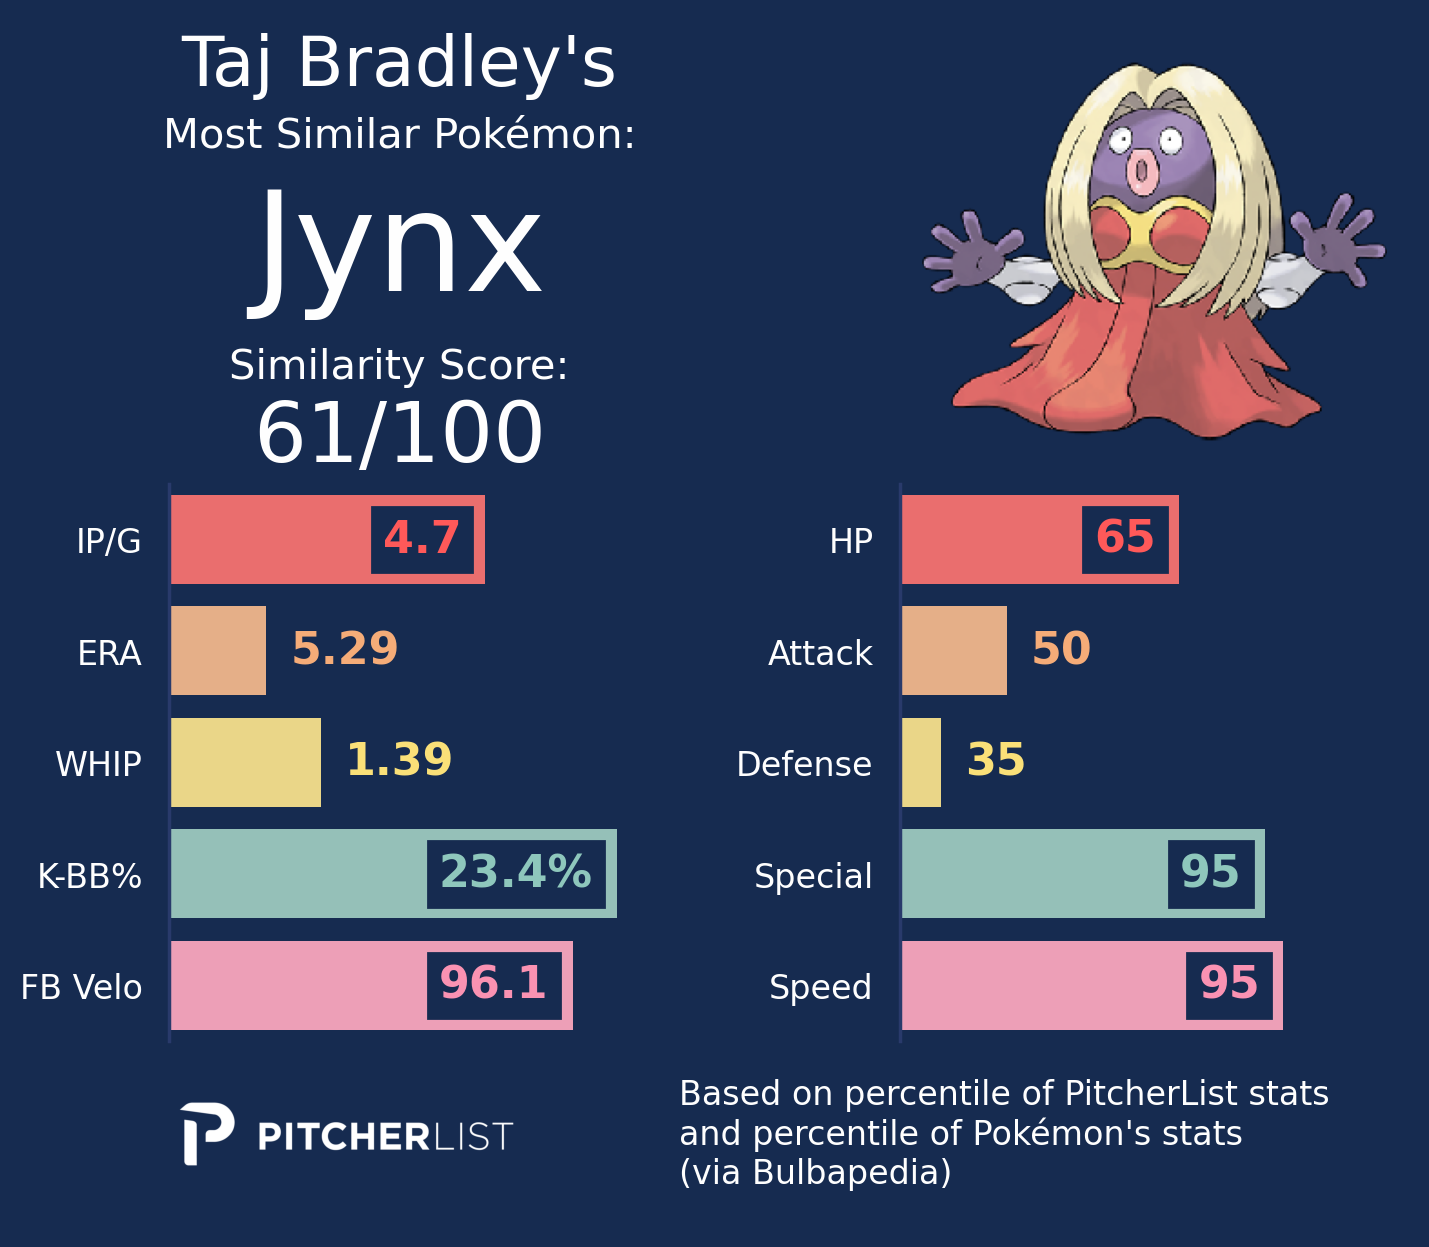 Taj Bradley's
Most Similar Pokémon:
Jynx
Similarity Score:
61/100
IP/G 4.7
ERA 5.29
WHIP 1.39
K-BB% 23.4%
FB Velo 96.1
HP 65
Attack 50
Defense 35
Special 95
Speed 95
PITCHERLIST
Based on percentile of PitcherList stats
and percentile of Pokémon's stats
(via Bulbapedia)